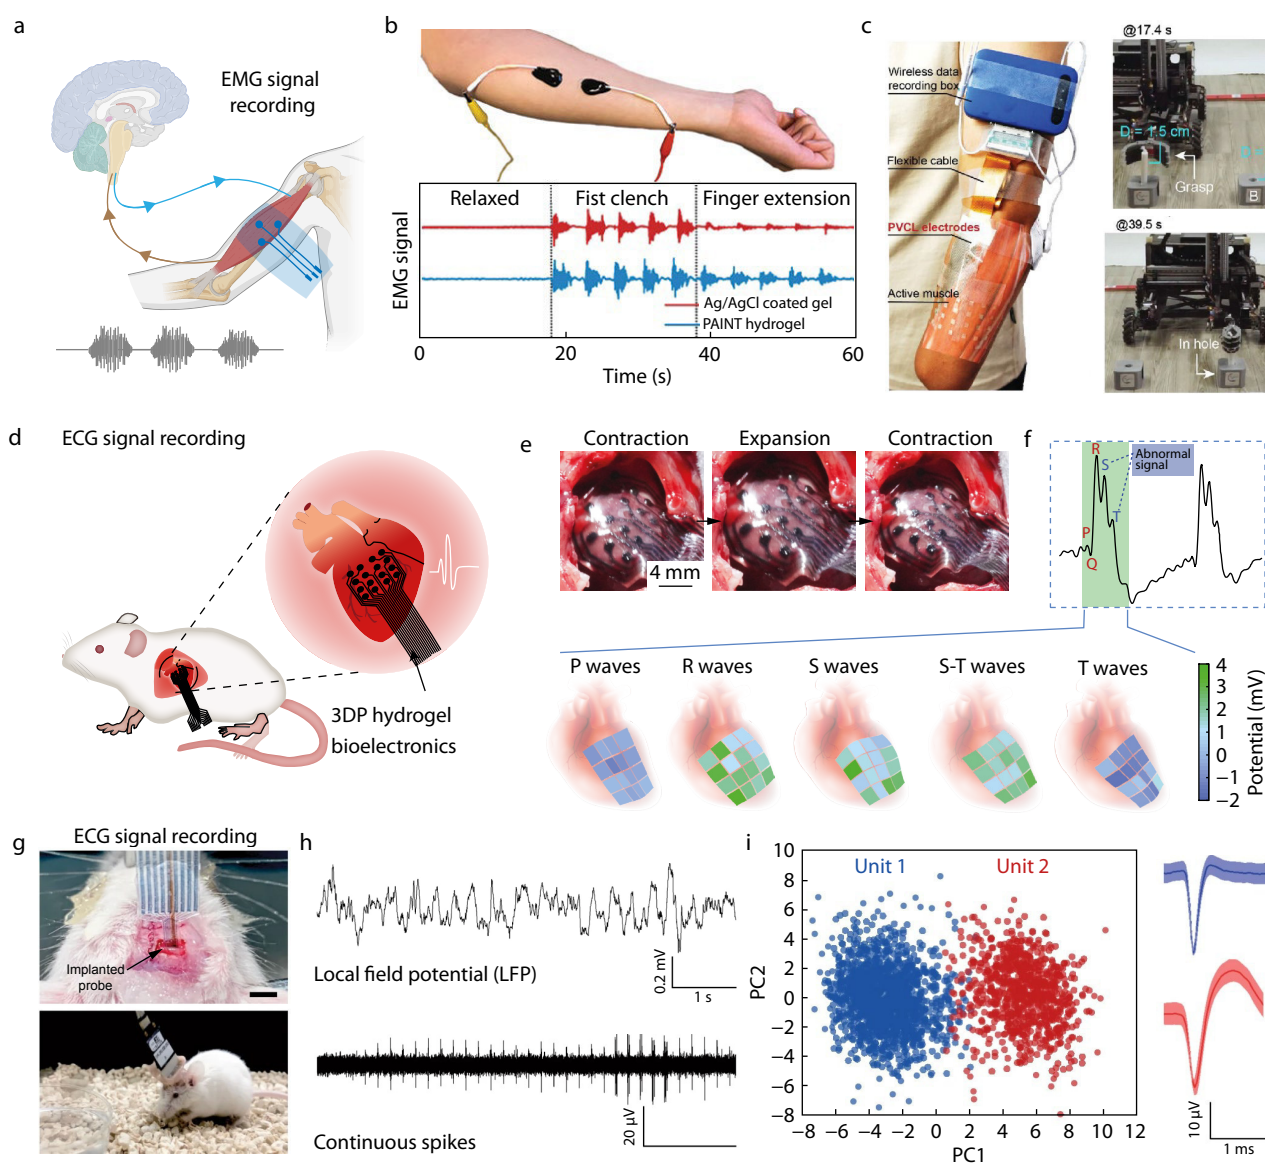 a
EMG signal
recording
b
Relaxed
Fist clench
Finger extension
EMG signal
Ag/AgCl coated gel
PAINT hydrogel
0
20
40
60
Time (s)
c
Wireless data
recording box
Flexible cable
PVCL electrodes
Active muscle
@17.4 s
D = 1.5 cm
D =
Grasp
B
@39.5 s
In hole
d
ECG signal recording
3DP hydrogel
bioelectronics
e
Contraction
Expansion
Contraction
4 mm
f
R
S
Abnormal
signal
T
P
Q
P waves
R waves
S waves
S-T waves
T waves
4
3
2
1
0
−1
−2
Potential (mV)
g
ECG signal recording
Implanted
probe
h
0.2 mV
1 s
Local field potential (LFP)
20 μV
Continuous spikes
i
Unit 1
Unit 2
10
8
6
4
2
0
−2
−4
−6
−8
PC2
−8
−6
−4
−2
0
2
4
6
8
10
12
PC1
10 μV
1 ms